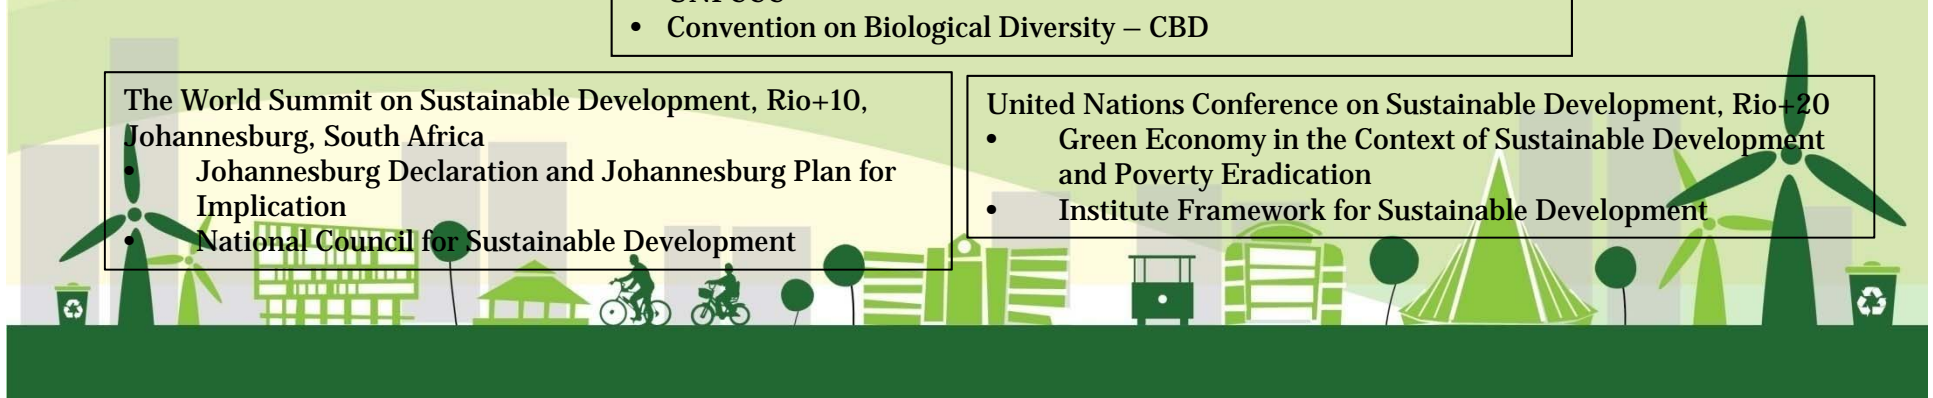 • Convention on Biological Diversity – CBD
The World Summit on Sustainable Development, Rio+10,
Johannesburg, South Africa
• Johannesburg Declaration and Johannesburg Plan for
Implication
• National Council for Sustainable Development
United Nations Conference on Sustainable Development, Rio+20
• Green Economy in the Context of Sustainable Development
and Poverty Eradication
• Institute Framework for Sustainable Development